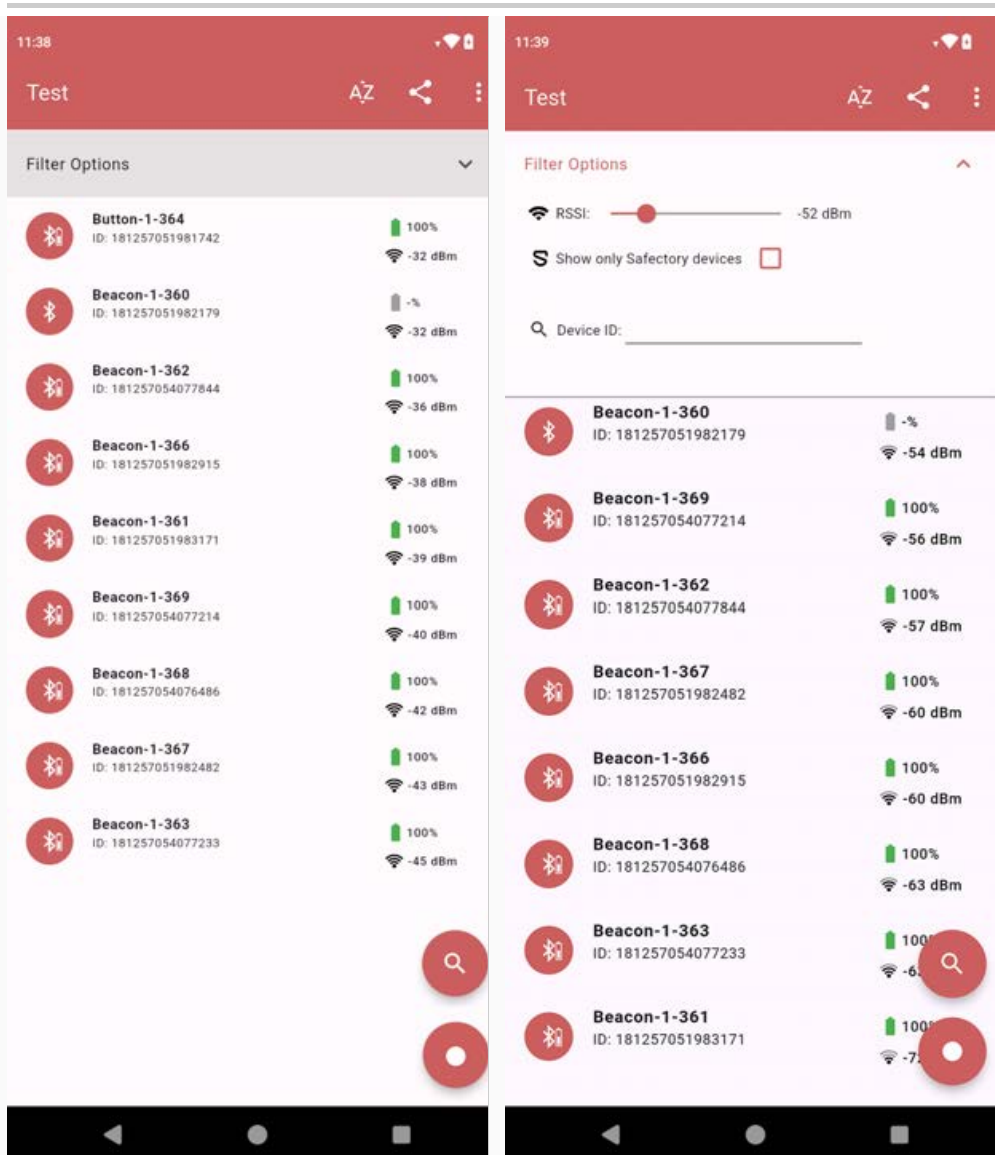 11:38
Test
AZ
Filter Options
Button-1-364
ID: 181257051981742
100%
-32 dBm
Beacon-1-360
ID: 181257051982179
-%
-32 dBm
Beacon-1-362
ID: 181257054077844
100%
-36 dBm
Beacon-1-366
ID: 181257051982915
100%
-38 dBm
Beacon-1-361
ID: 181257051983171
100%
-39 dBm
Beacon-1-369
ID: 181257054077214
100%
-40 dBm
Beacon-1-368
ID: 181257054076486
100%
-42 dBm
Beacon-1-367
ID: 181257051982482
100%
-43 dBm
Beacon-1-363
ID: 181257054077233
100%
-45 dBm
11:39
Test
AZ
Filter Options
RSSI: -52 dBm
Show only Safectory devices
Device ID:
Beacon-1-360
ID: 181257051982179
-%
-54 dBm
Beacon-1-369
ID: 181257054077214
100%
-56 dBm
Beacon-1-362
ID: 181257054077844
100%
-57 dBm
Beacon-1-367
ID: 181257051982482
100%
-60 dBm
Beacon-1-366
ID: 181257051982915
100%
-60 dBm
Beacon-1-368
ID: 181257054076486
100%
-63 dBm
Beacon-1-363
ID: 181257054077233
Beacon-1-361
ID: 181257051983171